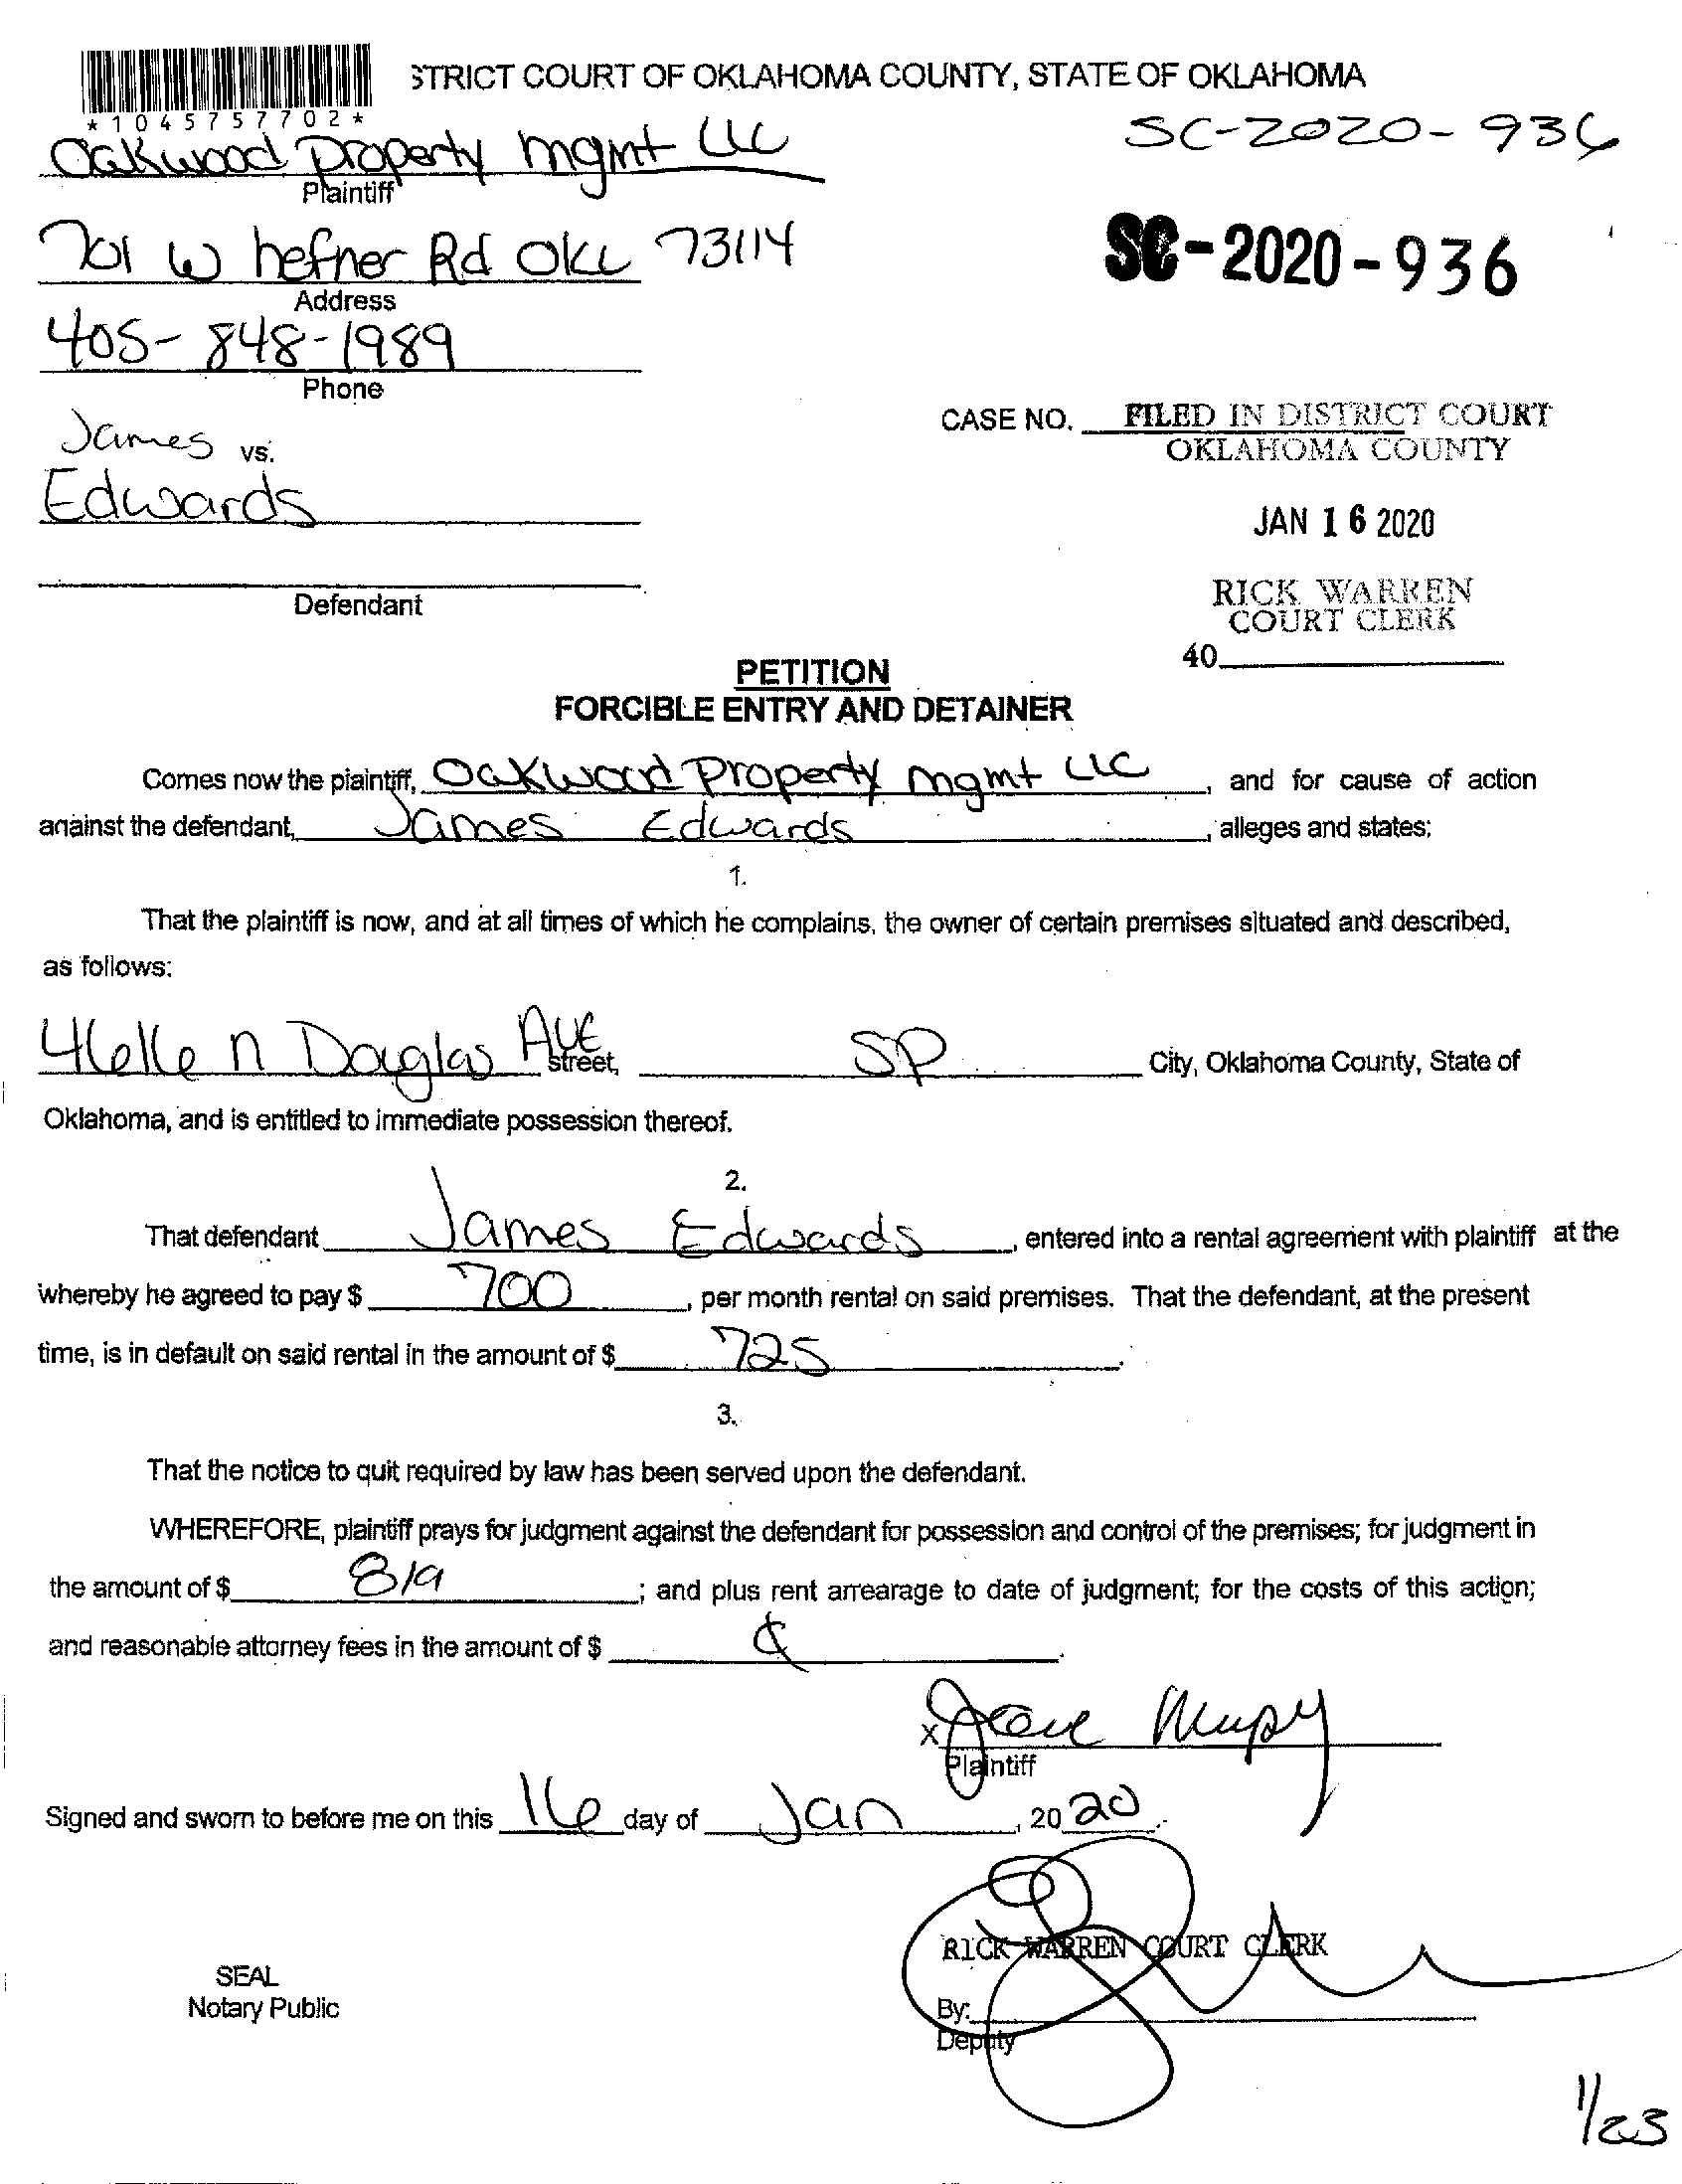 STRICT COURT OF OKLAHOMA COUNTY, STATE OF OKLAHOMA
*1045757702*
SC-2020-936
Oakwood Property mgmt LLC
Plaintiff
701 W hefner Rd OKC 73114
Address
SC-2020-936
405-848-1989
Phone
CASE NO. FILED IN DISTRICT COURT
OKLAHOMA COUNTY
James vs.
Edwards
JAN 16 2020
Defendant
RICK WARREN
COURT CLERK
40
PETITION
FORCIBLE ENTRY AND DETAINER
Comes now the plaintiff, Oakwood Property mgmt LLC, and for cause of action
against the defendant, James Edwards, alleges and states:
1.
That the plaintiff is now, and at all times of which he complains, the owner of certain premises situated and described,
as follows:
4616 N Douglas Ave street, SP City, Oklahoma County, State of
Oklahoma, and is entitled to immediate possession thereof.
2.
That defendant James Edwards, entered into a rental agreement with plaintiff at the
whereby he agreed to pay $ 700, per month rental on said premises. That the defendant, at the present
time, is in default on said rental in the amount of $ 725.
3.
That the notice to quit required by law has been served upon the defendant.
WHEREFORE, plaintiff prays for judgment against the defendant for possession and control of the premises; for judgment in
the amount of $ 819; and plus rent arrearage to date of judgment; for the costs of this action;
and reasonable attorney fees in the amount of $
x
Plaintiff
Signed and sworn to before me on this 16 day of Jan, 2020.
RICK WARREN COURT CLERK
SEAL
Notary Public
By:
Deputy
1/23